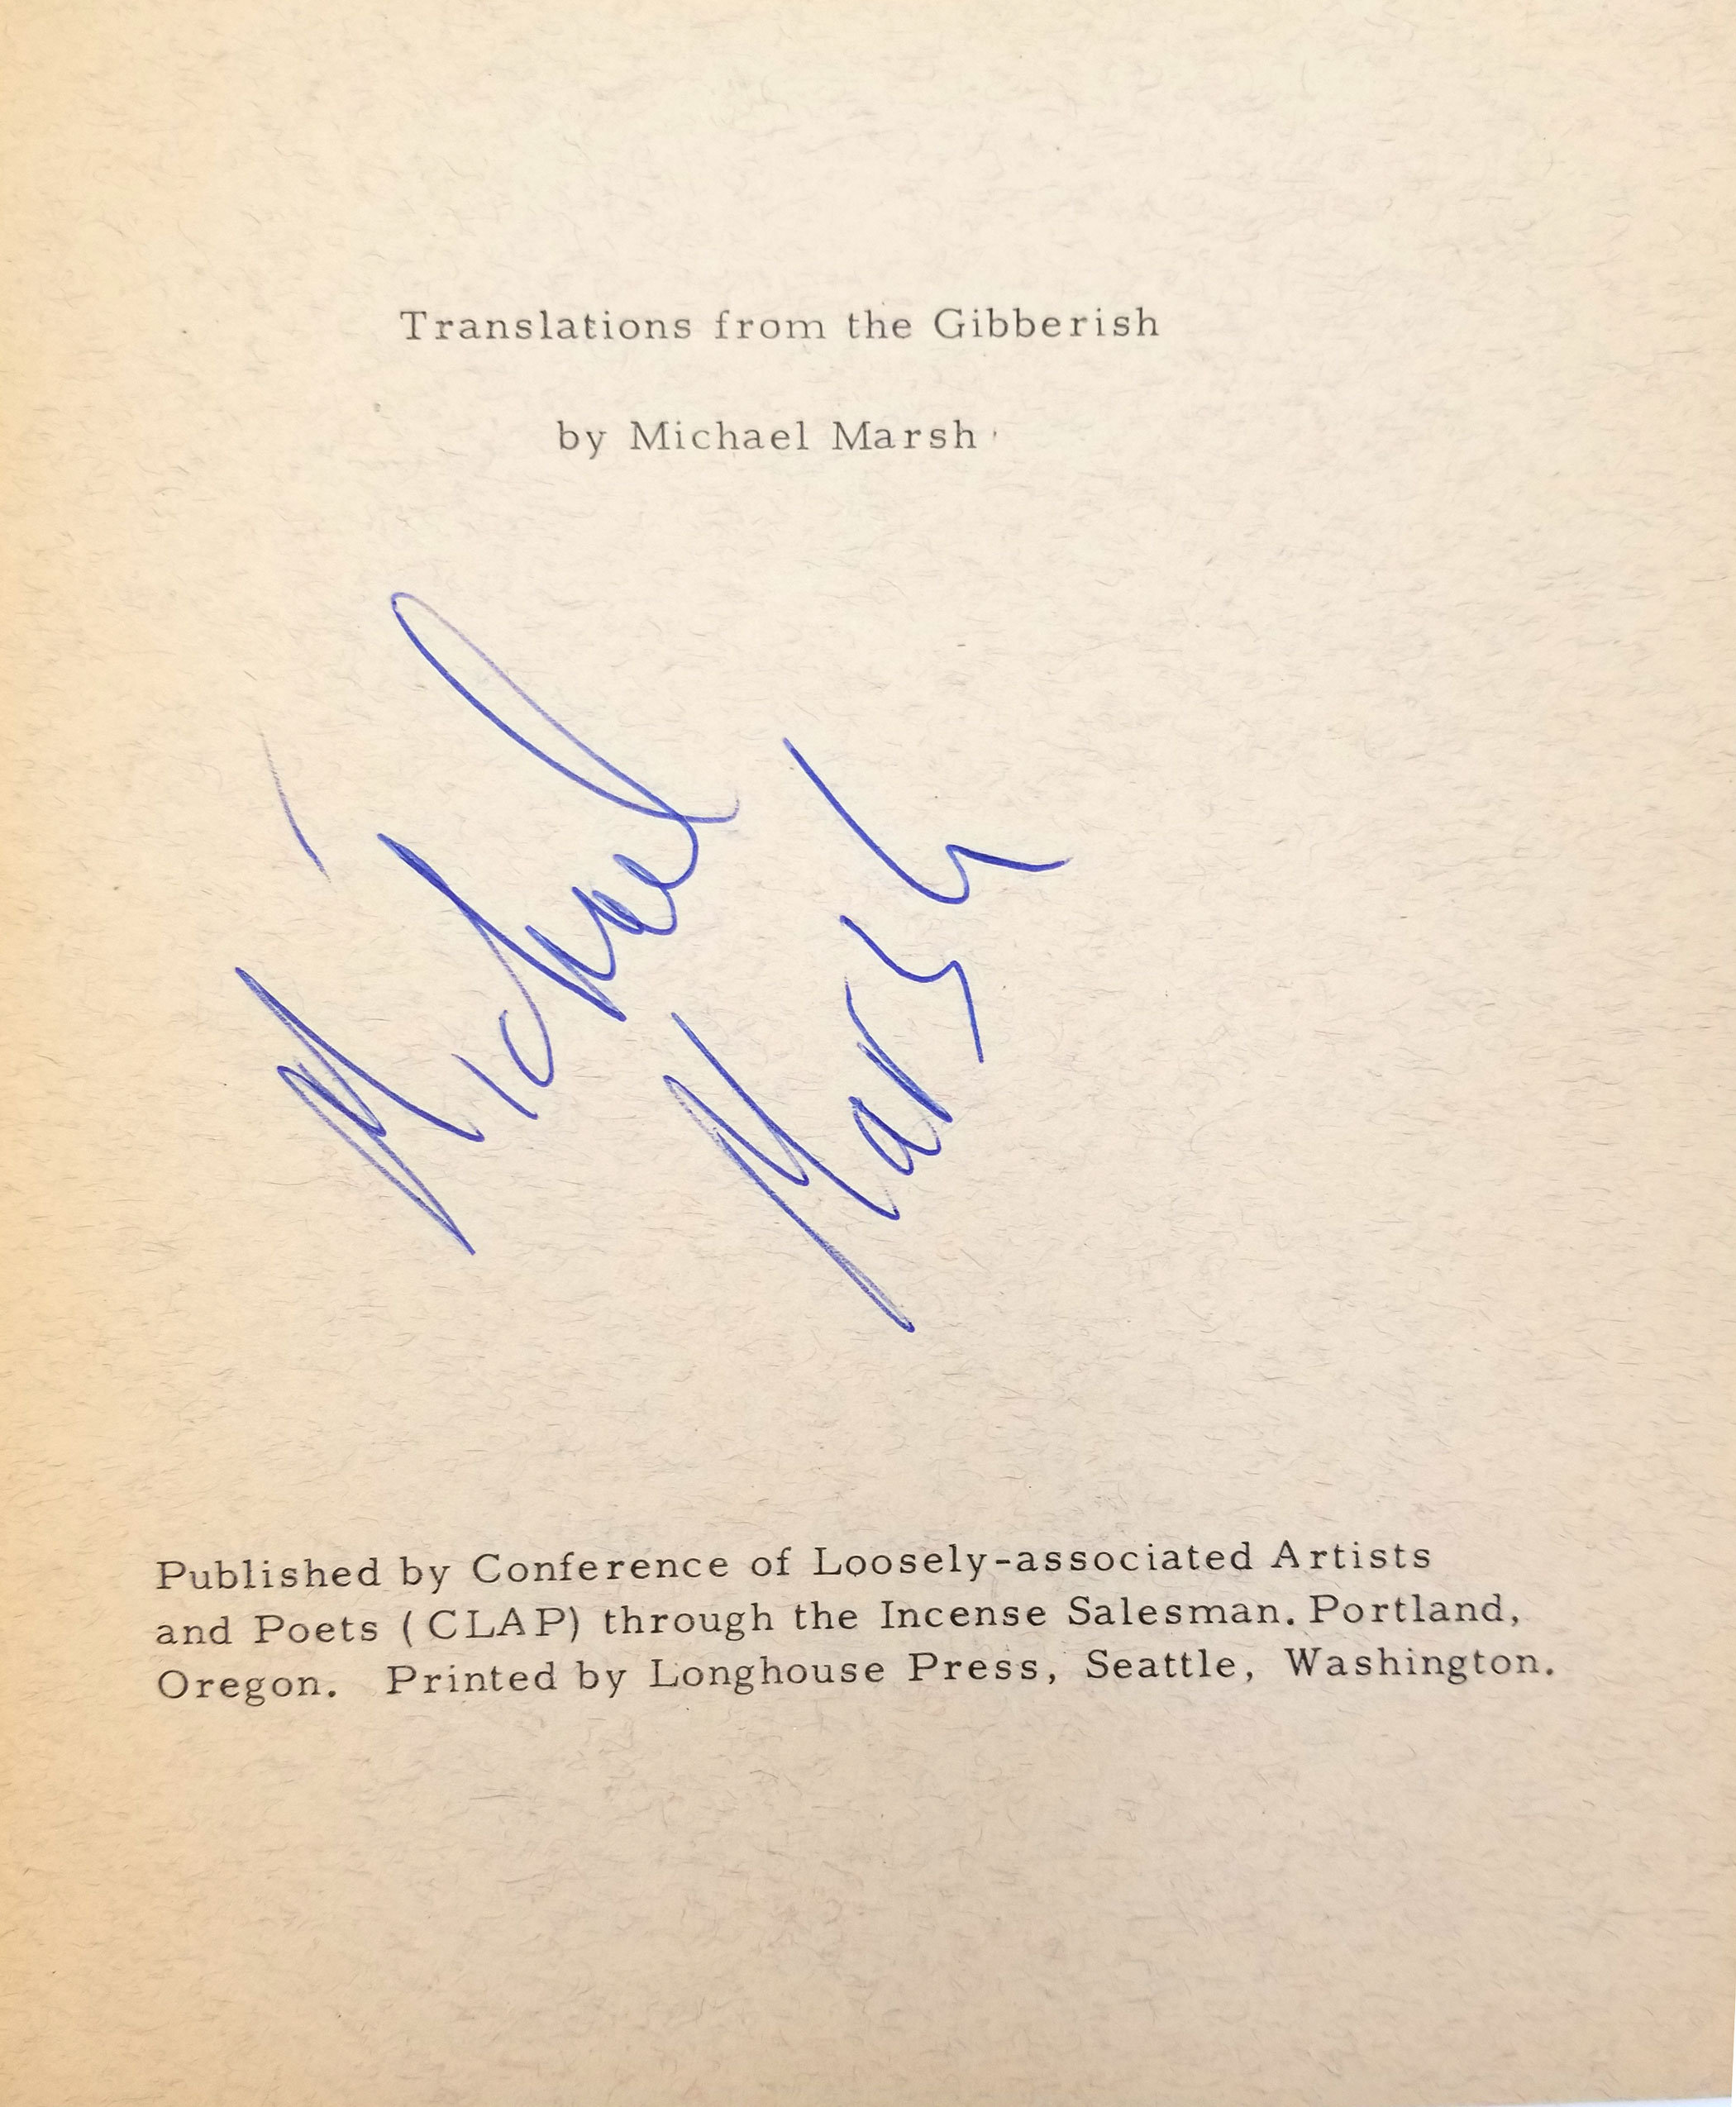 Translations from the Gibberish
by Michael Marsh
Michael
Marsh
Published by Conference of Loosely-associated Artists
and Poets (CLAP) through the Incense Salesman. Portland,
Oregon. Printed by Longhouse Press, Seattle, Washington.